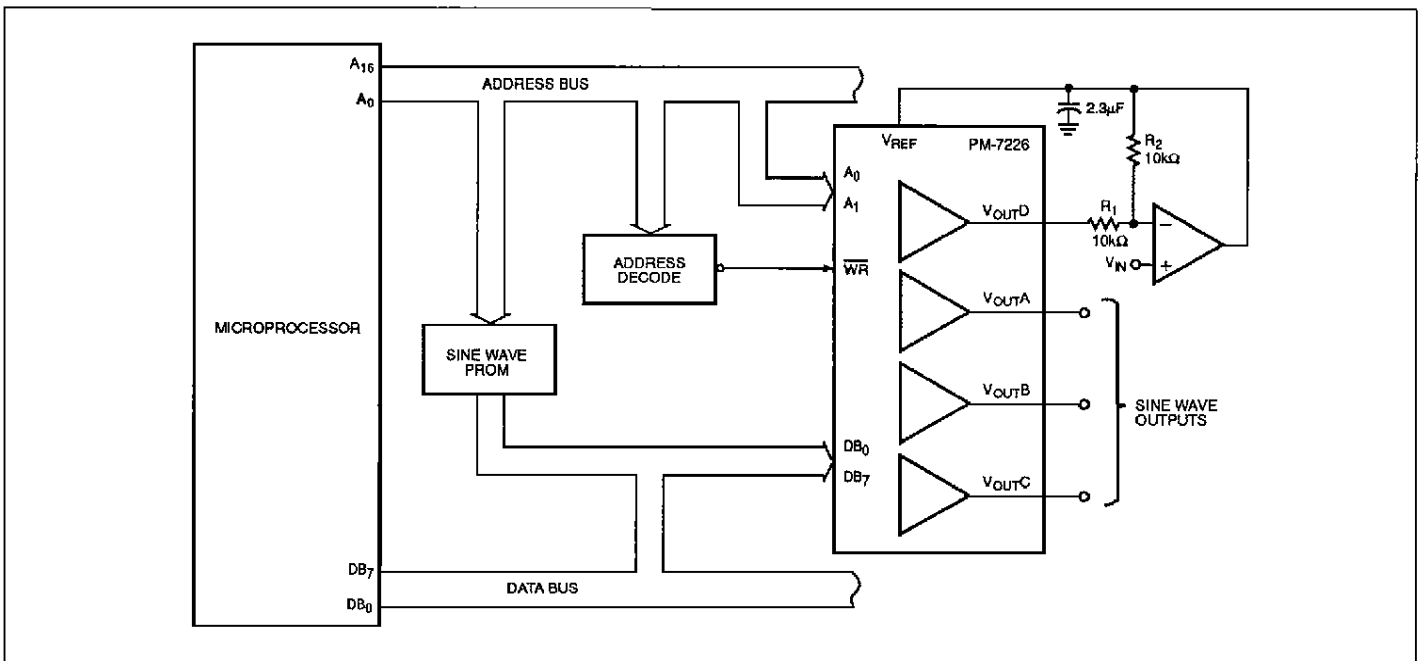 A16
ADDRESS BUS
A0
2.3µF
VREF
PM-7226
R2
10kΩ
A0
A1
VOUTD
R1
10kΩ
−
VIN
+
ADDRESS
DECODE
WR
VOUTA
MICROPROCESSOR
SINE WAVE
PROM
VOUTB
SINE WAVE
OUTPUTS
DB0
DB7
VOUTC
DB7
DATA BUS
DB0